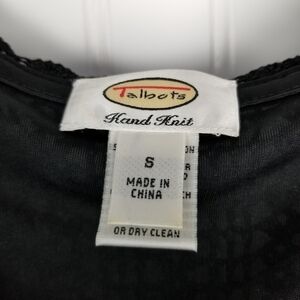 Talbots
Hand Knit
S
MADE IN
CHINA
OR DRY CLEAN